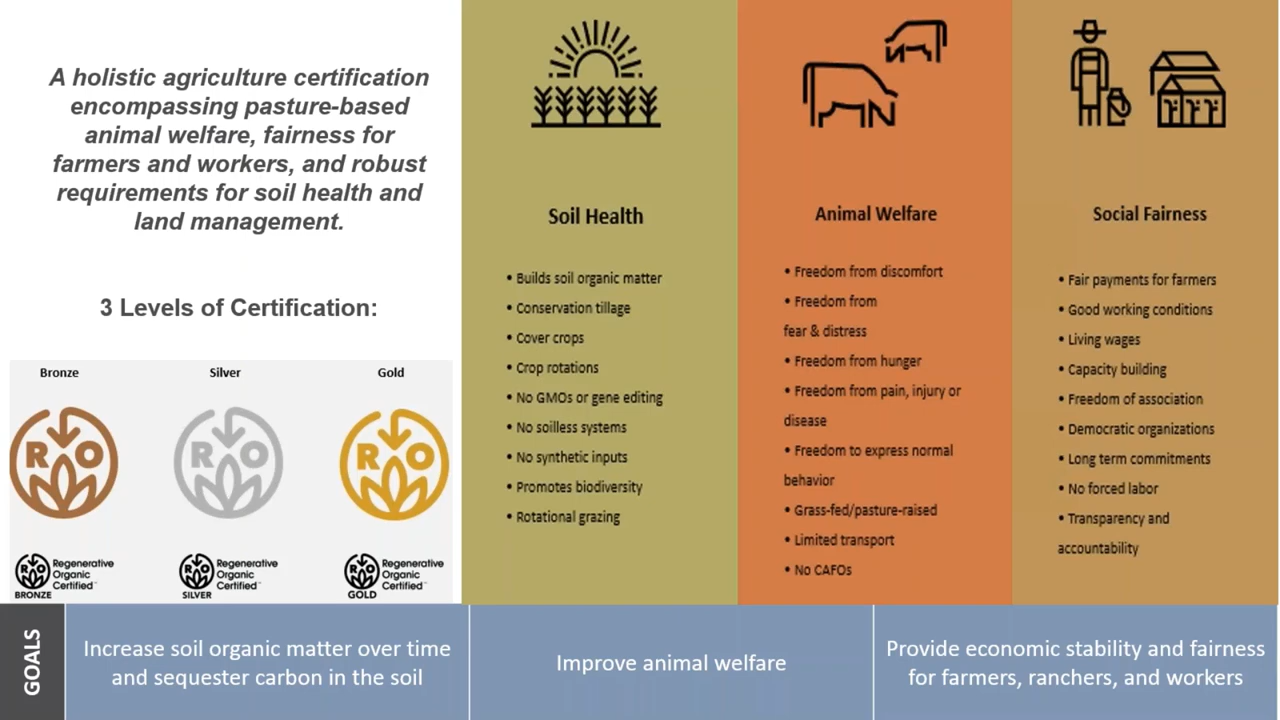 A holistic agriculture certification
encompassing pasture-based
animal welfare, fairness for
farmers and workers, and robust
requirements for soil health and
land management.
3 Levels of Certification:
Bronze
Silver
Gold
R O
R O
R O
RO
Regenerative
Organic
Certified™
BRONZE
RO
Regenerative
Organic
Certified™
SILVER
RO
Regenerative
Organic
Certified™
GOLD
Soil Health
• Builds soil organic matter
• Conservation tillage
• Cover crops
• Crop rotations
• No GMOs or gene editing
• No soilless systems
• No synthetic inputs
• Promotes biodiversity
• Rotational grazing
Animal Welfare
• Freedom from discomfort
• Freedom from
fear & distress
• Freedom from hunger
• Freedom from pain, injury or
disease
• Freedom to express normal
behavior
• Grass-fed/pasture-raised
• Limited transport
• No CAFOs
Social Fairness
• Fair payments for farmers
• Good working conditions
• Living wages
• Capacity building
• Freedom of association
• Democratic organizations
• Long term commitments
• No forced labor
• Transparency and
accountability
GOALS
Increase soil organic matter over time
and sequester carbon in the soil
Improve animal welfare
Provide economic stability and fairness
for farmers, ranchers, and workers